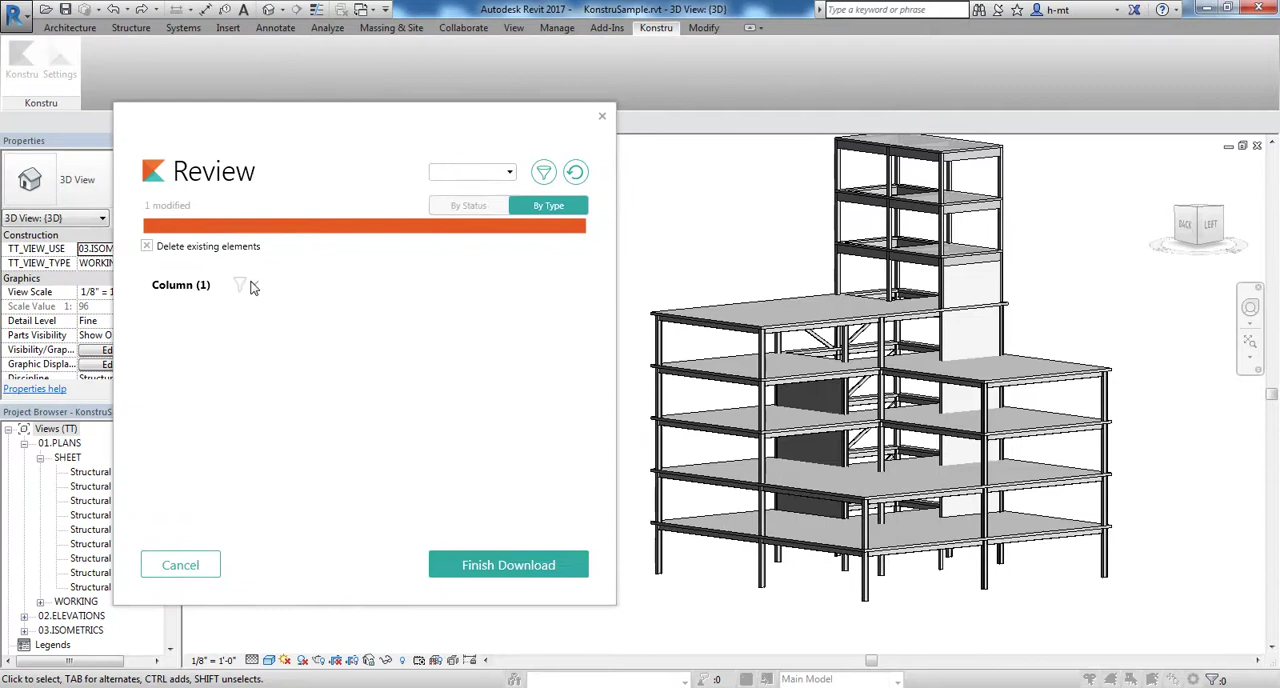 Autodesk Revit 2017 - KonstruSample.rvt - 3D View: {3D}
Type a keyword or phrase
h-mt
Architecture Structure Systems Insert Annotate Analyze Massing & Site Collaborate View Manage Add-Ins Konstru Modify
Konstru Settings
Konstru
Properties
3D View
3D View: {3D}
Construction
TT_VIEW_USE 03.ISOM
TT_VIEW_TYPE WORKIN
Graphics
View Scale 1/8" = 1
Scale Value 1: 96
Detail Level Fine
Parts Visibility Show O
Visibility/Grap... Ed
Graphic Displa... Ed
Discipline Structur
Properties help
Project Browser - KonstruS
Views (TT)
01.PLANS
SHEET
Structural
Structural
Structural
Structural
Structural
Structural
Structural
Structural
Structural
WORKING
02.ELEVATIONS
03.ISOMETRICS
Legends
Review
1 modified
By Status By Type
Delete existing elements
Column (1)
Cancel
Finish Download
BACK LEFT
1/8" = 1'-0"
Click to select, TAB for alternates, CTRL adds, SHIFT unselects.
:0
Main Model
:0